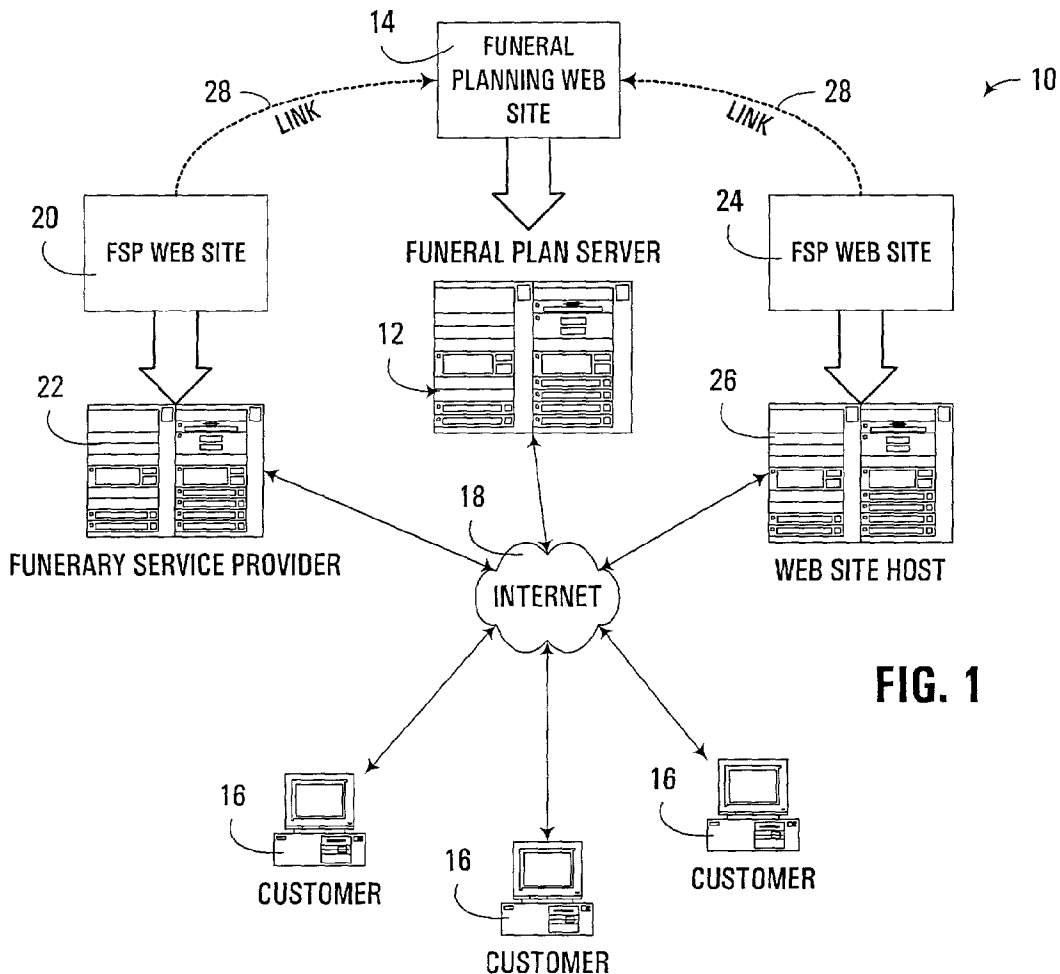 14
FUNERAL
PLANNING WEB
SITE
10
28
LINK
28
LINK
20
FSP WEB SITE
24
FSP WEB SITE
FUNERAL PLAN SERVER
12
22
26
FUNERARY SERVICE PROVIDER
WEB SITE HOST
18
INTERNET
FIG. 1
16
CUSTOMER
16
CUSTOMER
16
CUSTOMER